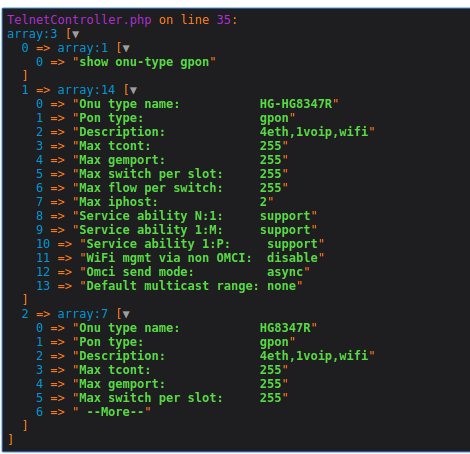 TelnetController.php on line 35:
array:3 [▼
  0 => array:1 [▼
    0 => "show onu-type gpon"
  ]
  1 => array:14 [▼
    0 => "Onu type name:           HG-HG8347R"
    1 => "Pon type:                gpon"
    2 => "Description:             4eth,1voip,wifi"
    3 => "Max tcont:               255"
    4 => "Max gemport:             255"
    5 => "Max switch per slot:     255"
    6 => "Max flow per switch:     255"
    7 => "Max iphost:              2"
    8 => "Service ability N:1:     support"
    9 => "Service ability 1:M:     support"
    10 => "Service ability 1:P:     support"
    11 => "WiFi mgmt via non OMCI:  disable"
    12 => "Omci send mode:          async"
    13 => "Default multicast range: none"
  ]
  2 => array:7 [▼
    0 => "Onu type name:           HG8347R"
    1 => "Pon type:                gpon"
    2 => "Description:             4eth,1voip,wifi"
    3 => "Max tcont:               255"
    4 => "Max gemport:             255"
    5 => "Max switch per slot:     255"
    6 => " --More--"
  ]
]